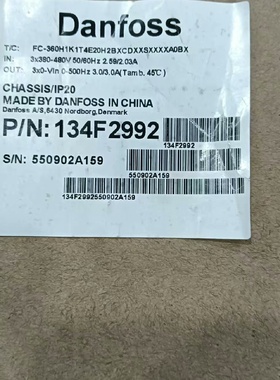 Danfoss
T/C: FC-360H1K1T4E20H2BXCDXXSXXXXA0BX
IN: 3x380-480V 50/60Hz 2.59/2.03A
OUT: 3x0-Vin 0-500Hz 3.0/3.0A(Tamb. 45℃)
CHASSIS/IP20
MADE BY DANFOSS IN CHINA
Danfoss A/S,6430 Nordborg,Denmark
P/N: 134F2992
134F2992
S/N: 550902A159
550902A159
134F2992550902A159